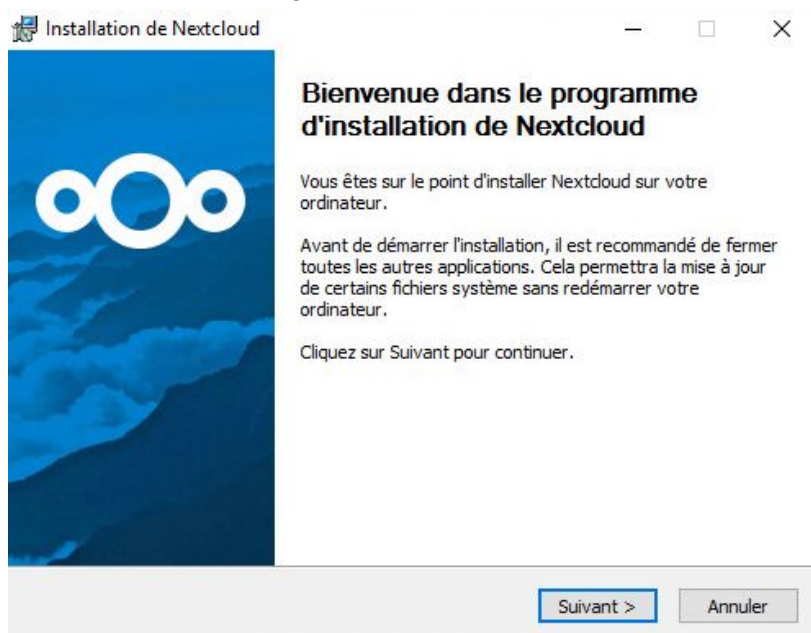 Installation de Nextcloud
Bienvenue dans le programme
d'installation de Nextcloud
Vous êtes sur le point d'installer Nextcloud sur votre
ordinateur.
Avant de démarrer l'installation, il est recommandé de fermer
toutes les autres applications. Cela permettra la mise à jour
de certains fichiers système sans redémarrer votre
ordinateur.
Cliquez sur Suivant pour continuer.
Suivant >
Annuler